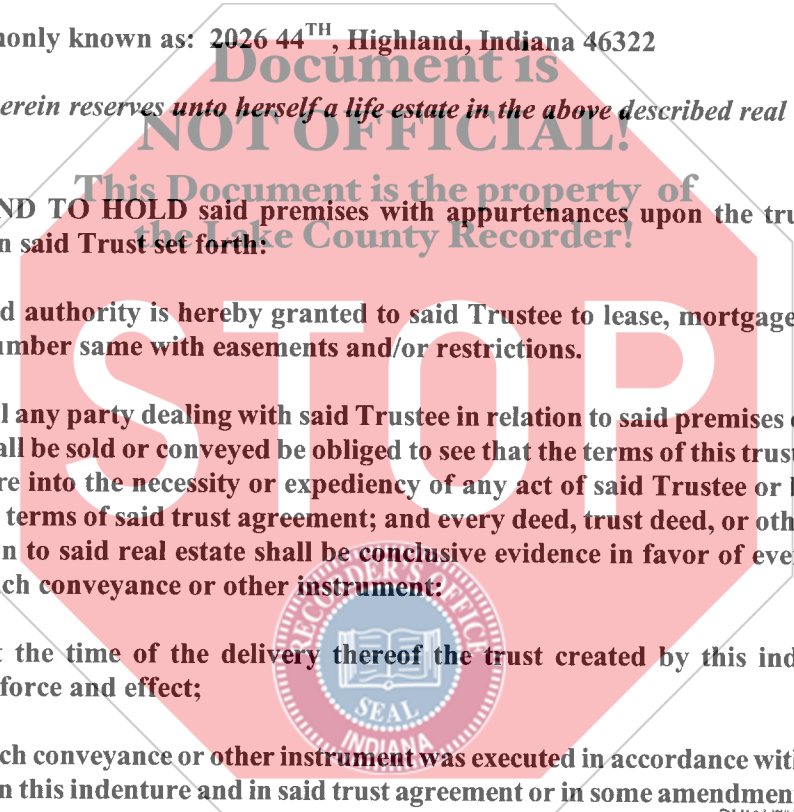 monly known as: 2026 44TH, Highland, Indiana 46322
Document is
erein reserves unto herself a life estate in the above described real
NOT OFFICIAL!
This Document is the property of
ND TO HOLD said premises with appurtenances upon the tru
the Lake County Recorder!
n said Trust set forth:
d authority is hereby granted to said Trustee to lease, mortgage
umber same with easements and/or restrictions.
STOP
l any party dealing with said Trustee in relation to said premises
all be sold or conveyed be obliged to see that the terms of this trust
re into the necessity or expediency of any act of said Trustee or
terms of said trust agreement; and every deed, trust deed, or oth
n to said real estate shall be conclusive evidence in favor of eve
ch conveyance or other instrument:
RECORDER'S OFFICE
t the time of the delivery thereof the trust created by this ind
force and effect;
SEAL
INDIANA
ch conveyance or other instrument was executed in accordance wit
n this indenture and in said trust agreement or in some amendmen